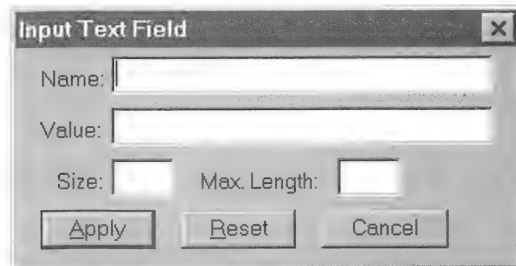 Input Text Field
Name:
Value:
Size: Max. Length:
Apply Reset Cancel